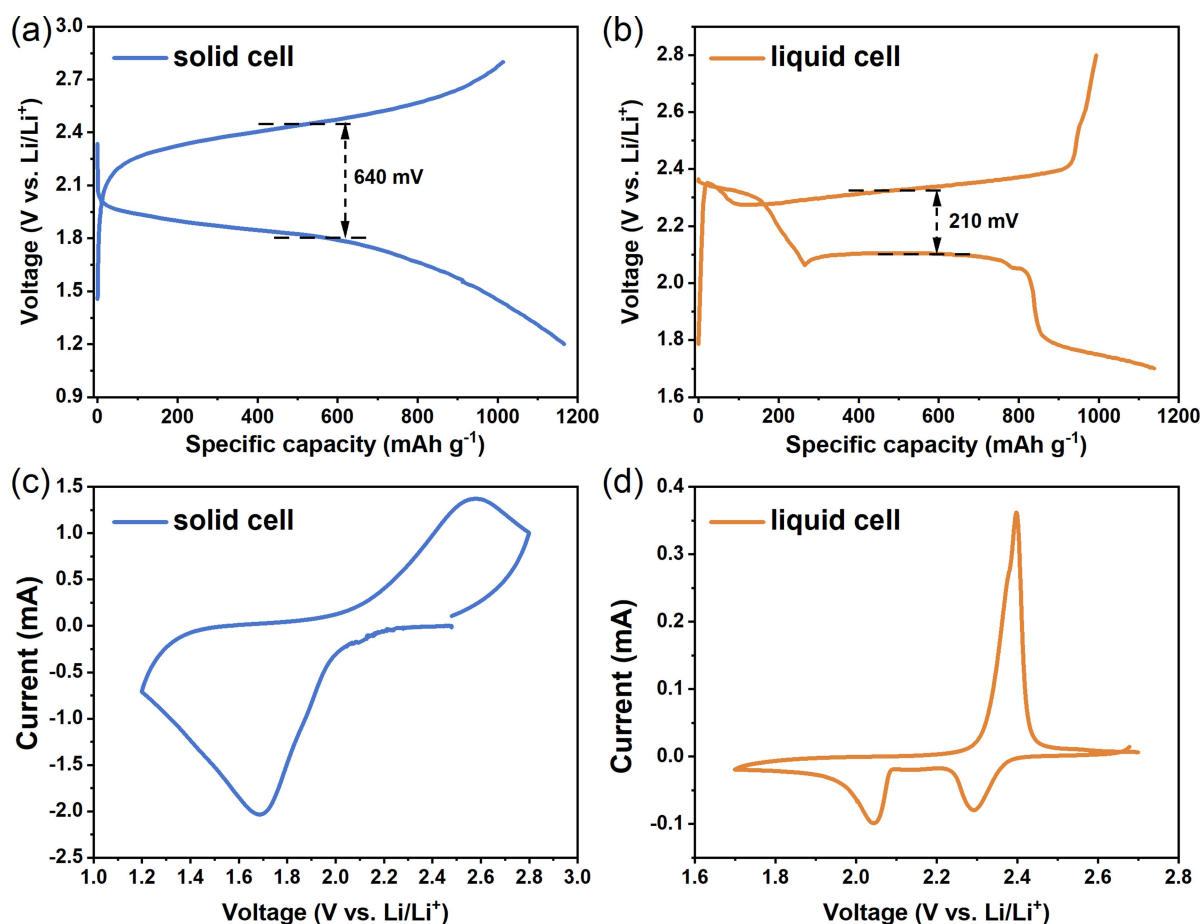 (a)
solid cell
640 mV
Voltage (V vs. Li/Li⁺)
3.0
2.7
2.4
2.1
1.8
1.5
1.2
0.9
0 200 400 600 800 1000 1200
Specific capacity (mAh g⁻¹)
(b)
liquid cell
210 mV
Voltage (V vs. Li/Li⁺)
2.8
2.6
2.4
2.2
2.0
1.8
1.6
0 200 400 600 800 1000 1200
Specific capacity (mAh g⁻¹)
(c)
solid cell
Current (mA)
1.5
1.0
0.5
0.0
-0.5
-1.0
-1.5
-2.0
-2.5
1.0 1.2 1.4 1.6 1.8 2.0 2.2 2.4 2.6 2.8 3.0
Voltage (V vs. Li/Li⁺)
(d)
liquid cell
Current (mA)
0.4
0.3
0.2
0.1
0.0
-0.1
1.6 1.8 2.0 2.2 2.4 2.6 2.8
Voltage (V vs. Li/Li⁺)